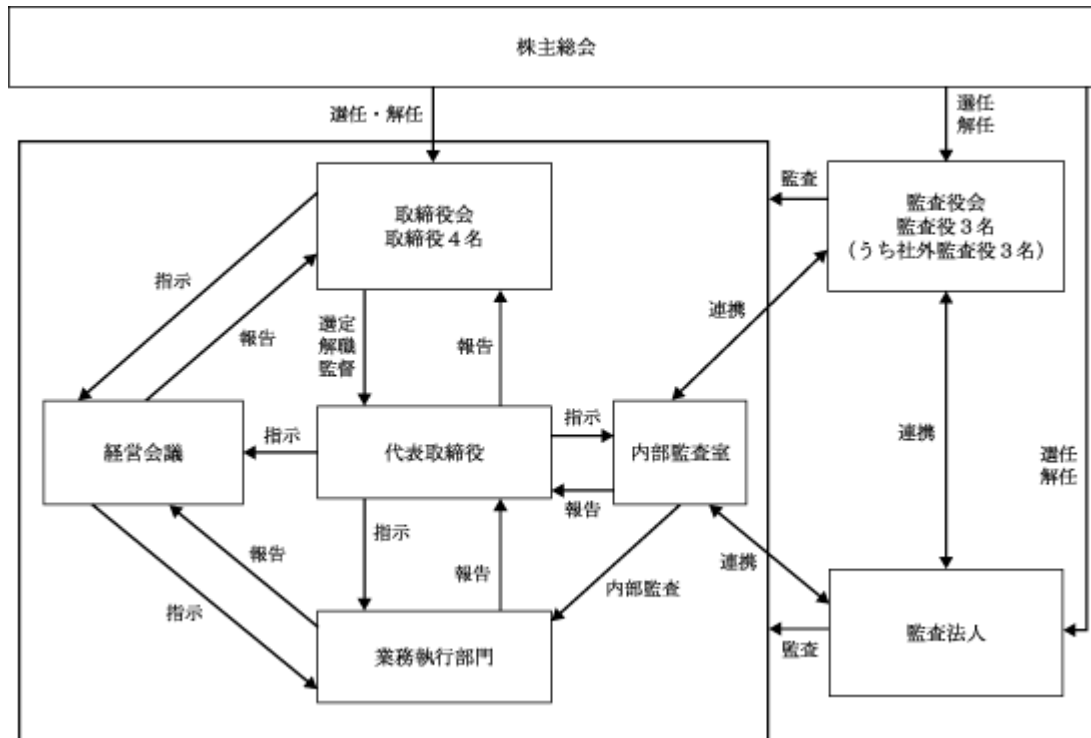 株主総会
選任・解任
選任
解任
取締役会
取締役4名
監査
監査役会
監査役3名
(うち社外監査役3名)
指示
報告
選定
解職
監督
報告
連携
経営会議
指示
代表取締役
指示
報告
内部監査室
連携
選任
解任
報告
指示
指示
報告
内部監査
連携
業務執行部門
監査
監査法人